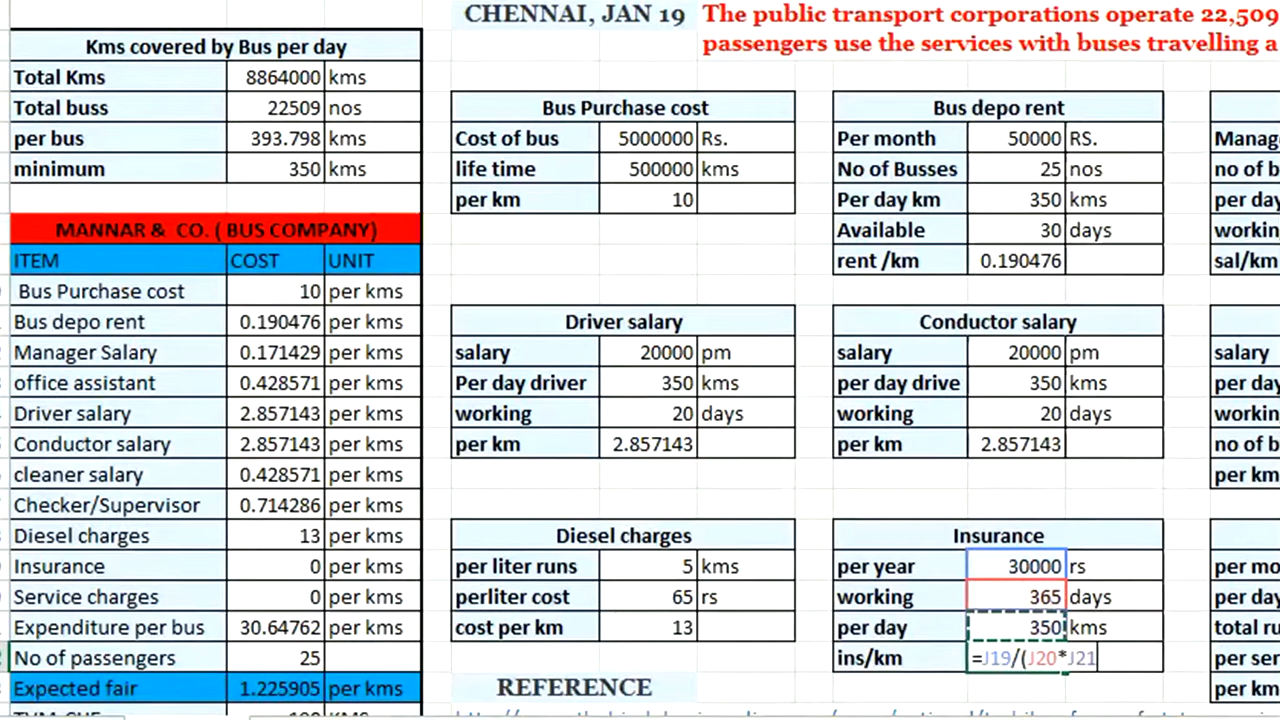 CHENNAI, JAN 19 The public transport corporations operate 22,509
passengers use the services with buses travelling a
Kms covered by Bus per day
Total Kms 8864000 kms
Total buss 22509 nos
per bus 393.798 kms
minimum 350 kms
MANNAR & CO. ( BUS COMPANY)
ITEM COST UNIT
Bus Purchase cost 10 per kms
Bus depo rent 0.190476 per kms
Manager Salary 0.171429 per kms
office assistant 0.428571 per kms
Driver salary 2.857143 per kms
Conductor salary 2.857143 per kms
cleaner salary 0.428571 per kms
Checker/Supervisor 0.714286 per kms
Diesel charges 13 per kms
Insurance 0 per kms
Service charges 0 per kms
Expenditure per bus 30.64762 per kms
No of passengers 25
Expected fair 1.225905 per kms
Bus Purchase cost
Cost of bus 5000000 Rs.
life time 500000 kms
per km 10
Bus depo rent
Per month 50000 RS.
No of Busses 25 nos
Per day km 350 kms
Available 30 days
rent /km 0.190476
Manag
no of b
per day
workin
sal/km
Driver salary
salary 20000 pm
Per day driver 350 kms
working 20 days
per km 2.857143
Conductor salary
salary 20000 pm
per day drive 350 kms
working 20 days
per km 2.857143
salary
per day
workin
no of b
per km
Diesel charges
per liter runs 5 kms
perliter cost 65 rs
cost per km 13
Insurance
per year 30000 rs
working 365 days
per day 350 kms
ins/km =J19/(J20*J21
per mo
per day
total ru
per ser
per km
REFERENCE